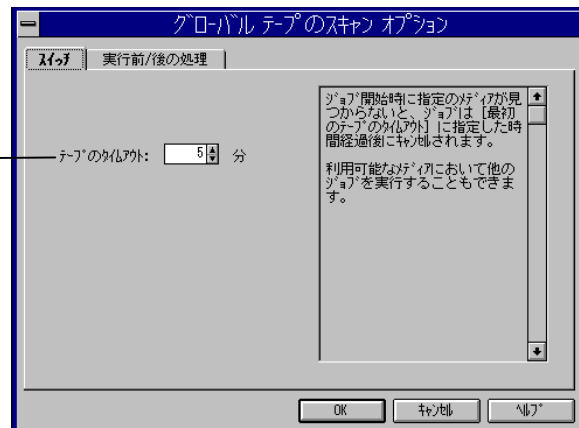 ｸﾞﾛｰﾊﾞﾙ ﾃｰﾌﾟのｽｷｬﾝ ｵﾌﾟｼｮﾝ
ｽｲｯﾁ
実行前/後の処理
ﾃｰﾌﾟのﾀｲﾑｱｳﾄ: 5 分
ｼﾞｮﾌﾞ開始時に指定のﾒﾃﾞｨｱが見
つからないと、ｼﾞｮﾌﾞは [最初
のﾃｰﾌﾟのﾀｲﾑｱｳﾄ] に指定した時
間経過後にｷｬﾝｾﾙされます。
利用可能なﾒﾃﾞｨｱにおいて他の
ｼﾞｮﾌﾞを実行することもできま
す。
OK
ｷｬﾝｾﾙ
ﾍﾙﾌﾟ